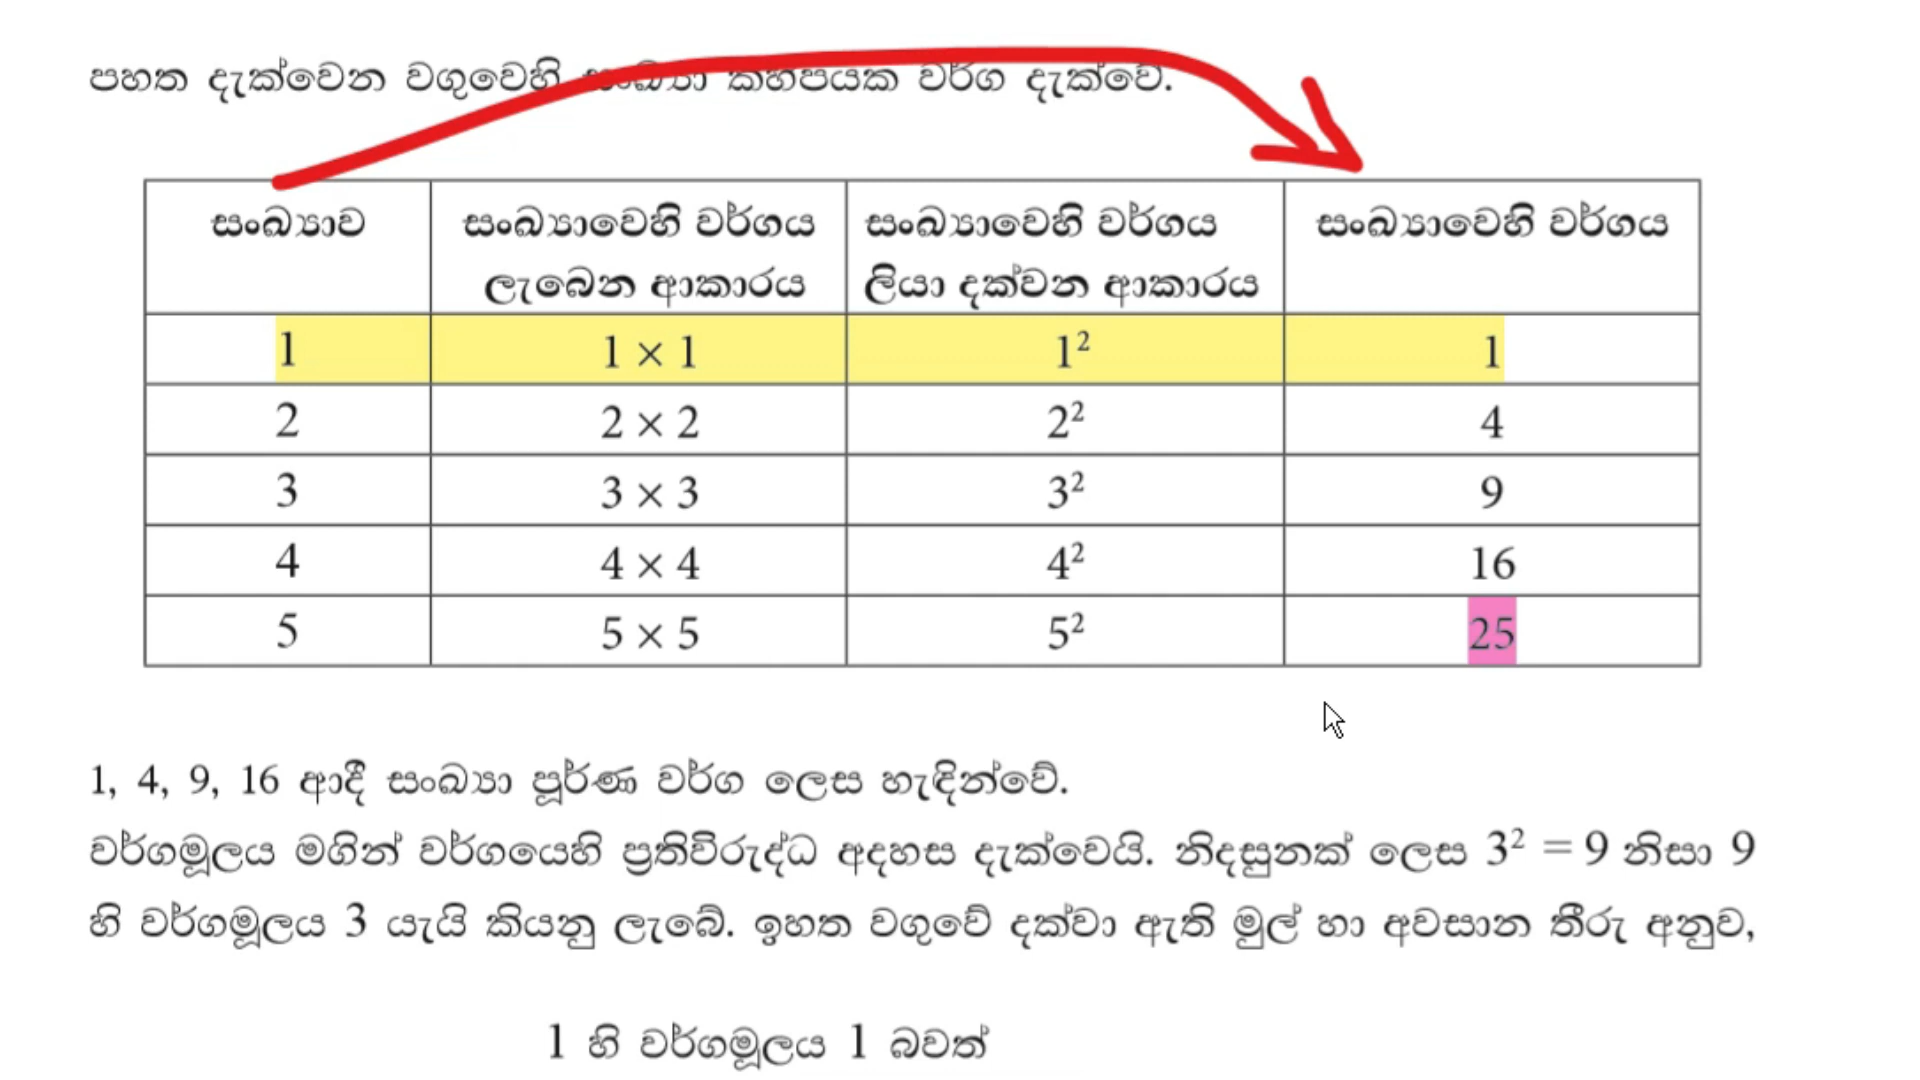 පහත දැක්වෙන වගුවෙහි සංඛ්‍යා කිහිපයක වර්ග දැක්වේ.
සංඛ්‍යාව
සංඛ්‍යාවෙහි වර්ගය
ලැබෙන ආකාරය
සංඛ්‍යාවෙහි වර්ගය
ලියා දක්වන ආකාරය
සංඛ්‍යාවෙහි වර්ගය
1 1 × 1 1² 1
2 2 × 2 2² 4
3 3 × 3 3² 9
4 4 × 4 4² 16
5 5 × 5 5² 25
1, 4, 9, 16 ආදී සංඛ්‍යා පූර්ණ වර්ග ලෙස හැඳින්වේ.
වර්ගමූලය මගින් වර්ගයෙහි ප්‍රතිවිරුද්ධ අදහස දැක්වෙයි. නිදසුනක් ලෙස 3² = 9 නිසා 9
හි වර්ගමූලය 3 යැයි කියනු ලැබේ. ඉහත වගුවේ දක්වා ඇති මුල් හා අවසාන තීරු අනුව,
1 හි වර්ගමූලය 1 බවත්